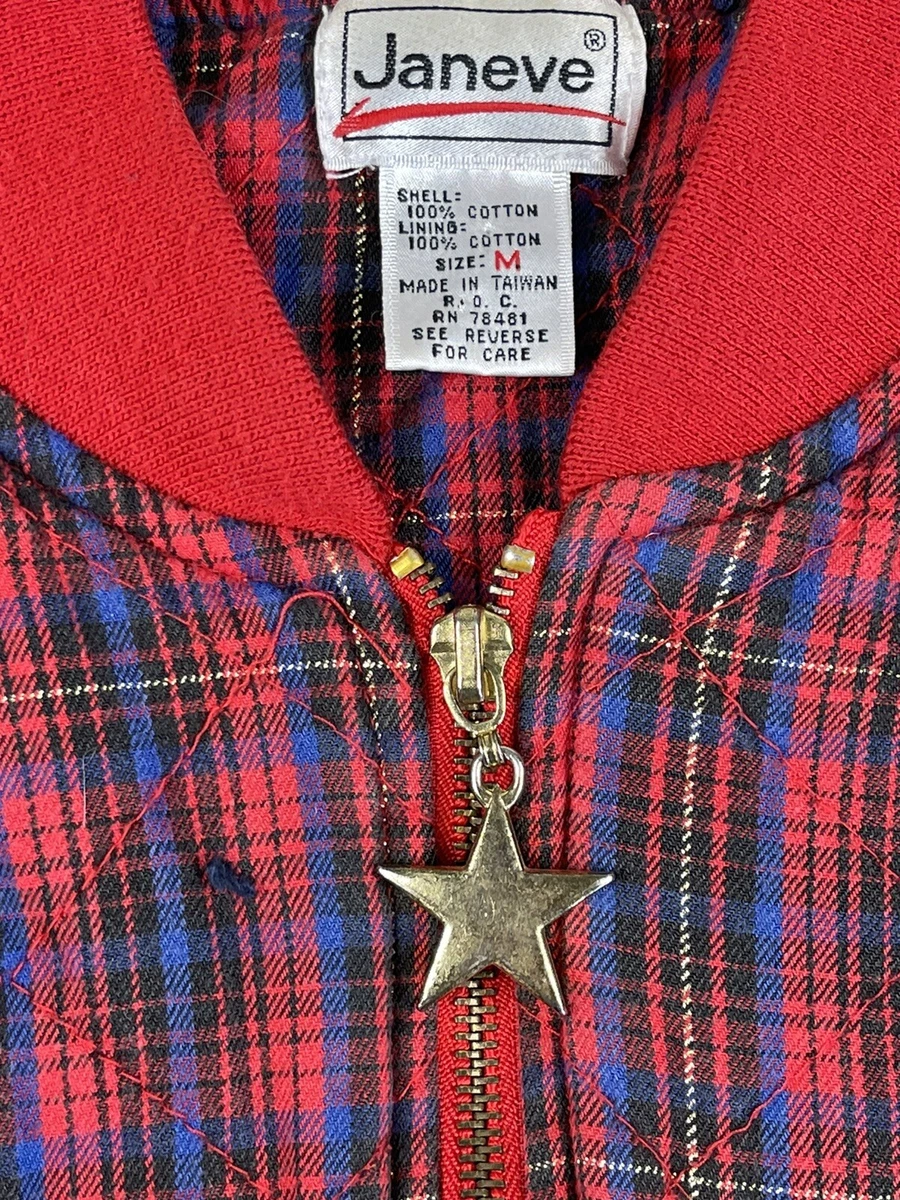 Janeve ®
SHELL:
100% COTTON
LINING:
100% COTTON
SIZE: M
MADE IN TAIWAN
R. O. C.
RN 78481
SEE REVERSE
FOR CARE